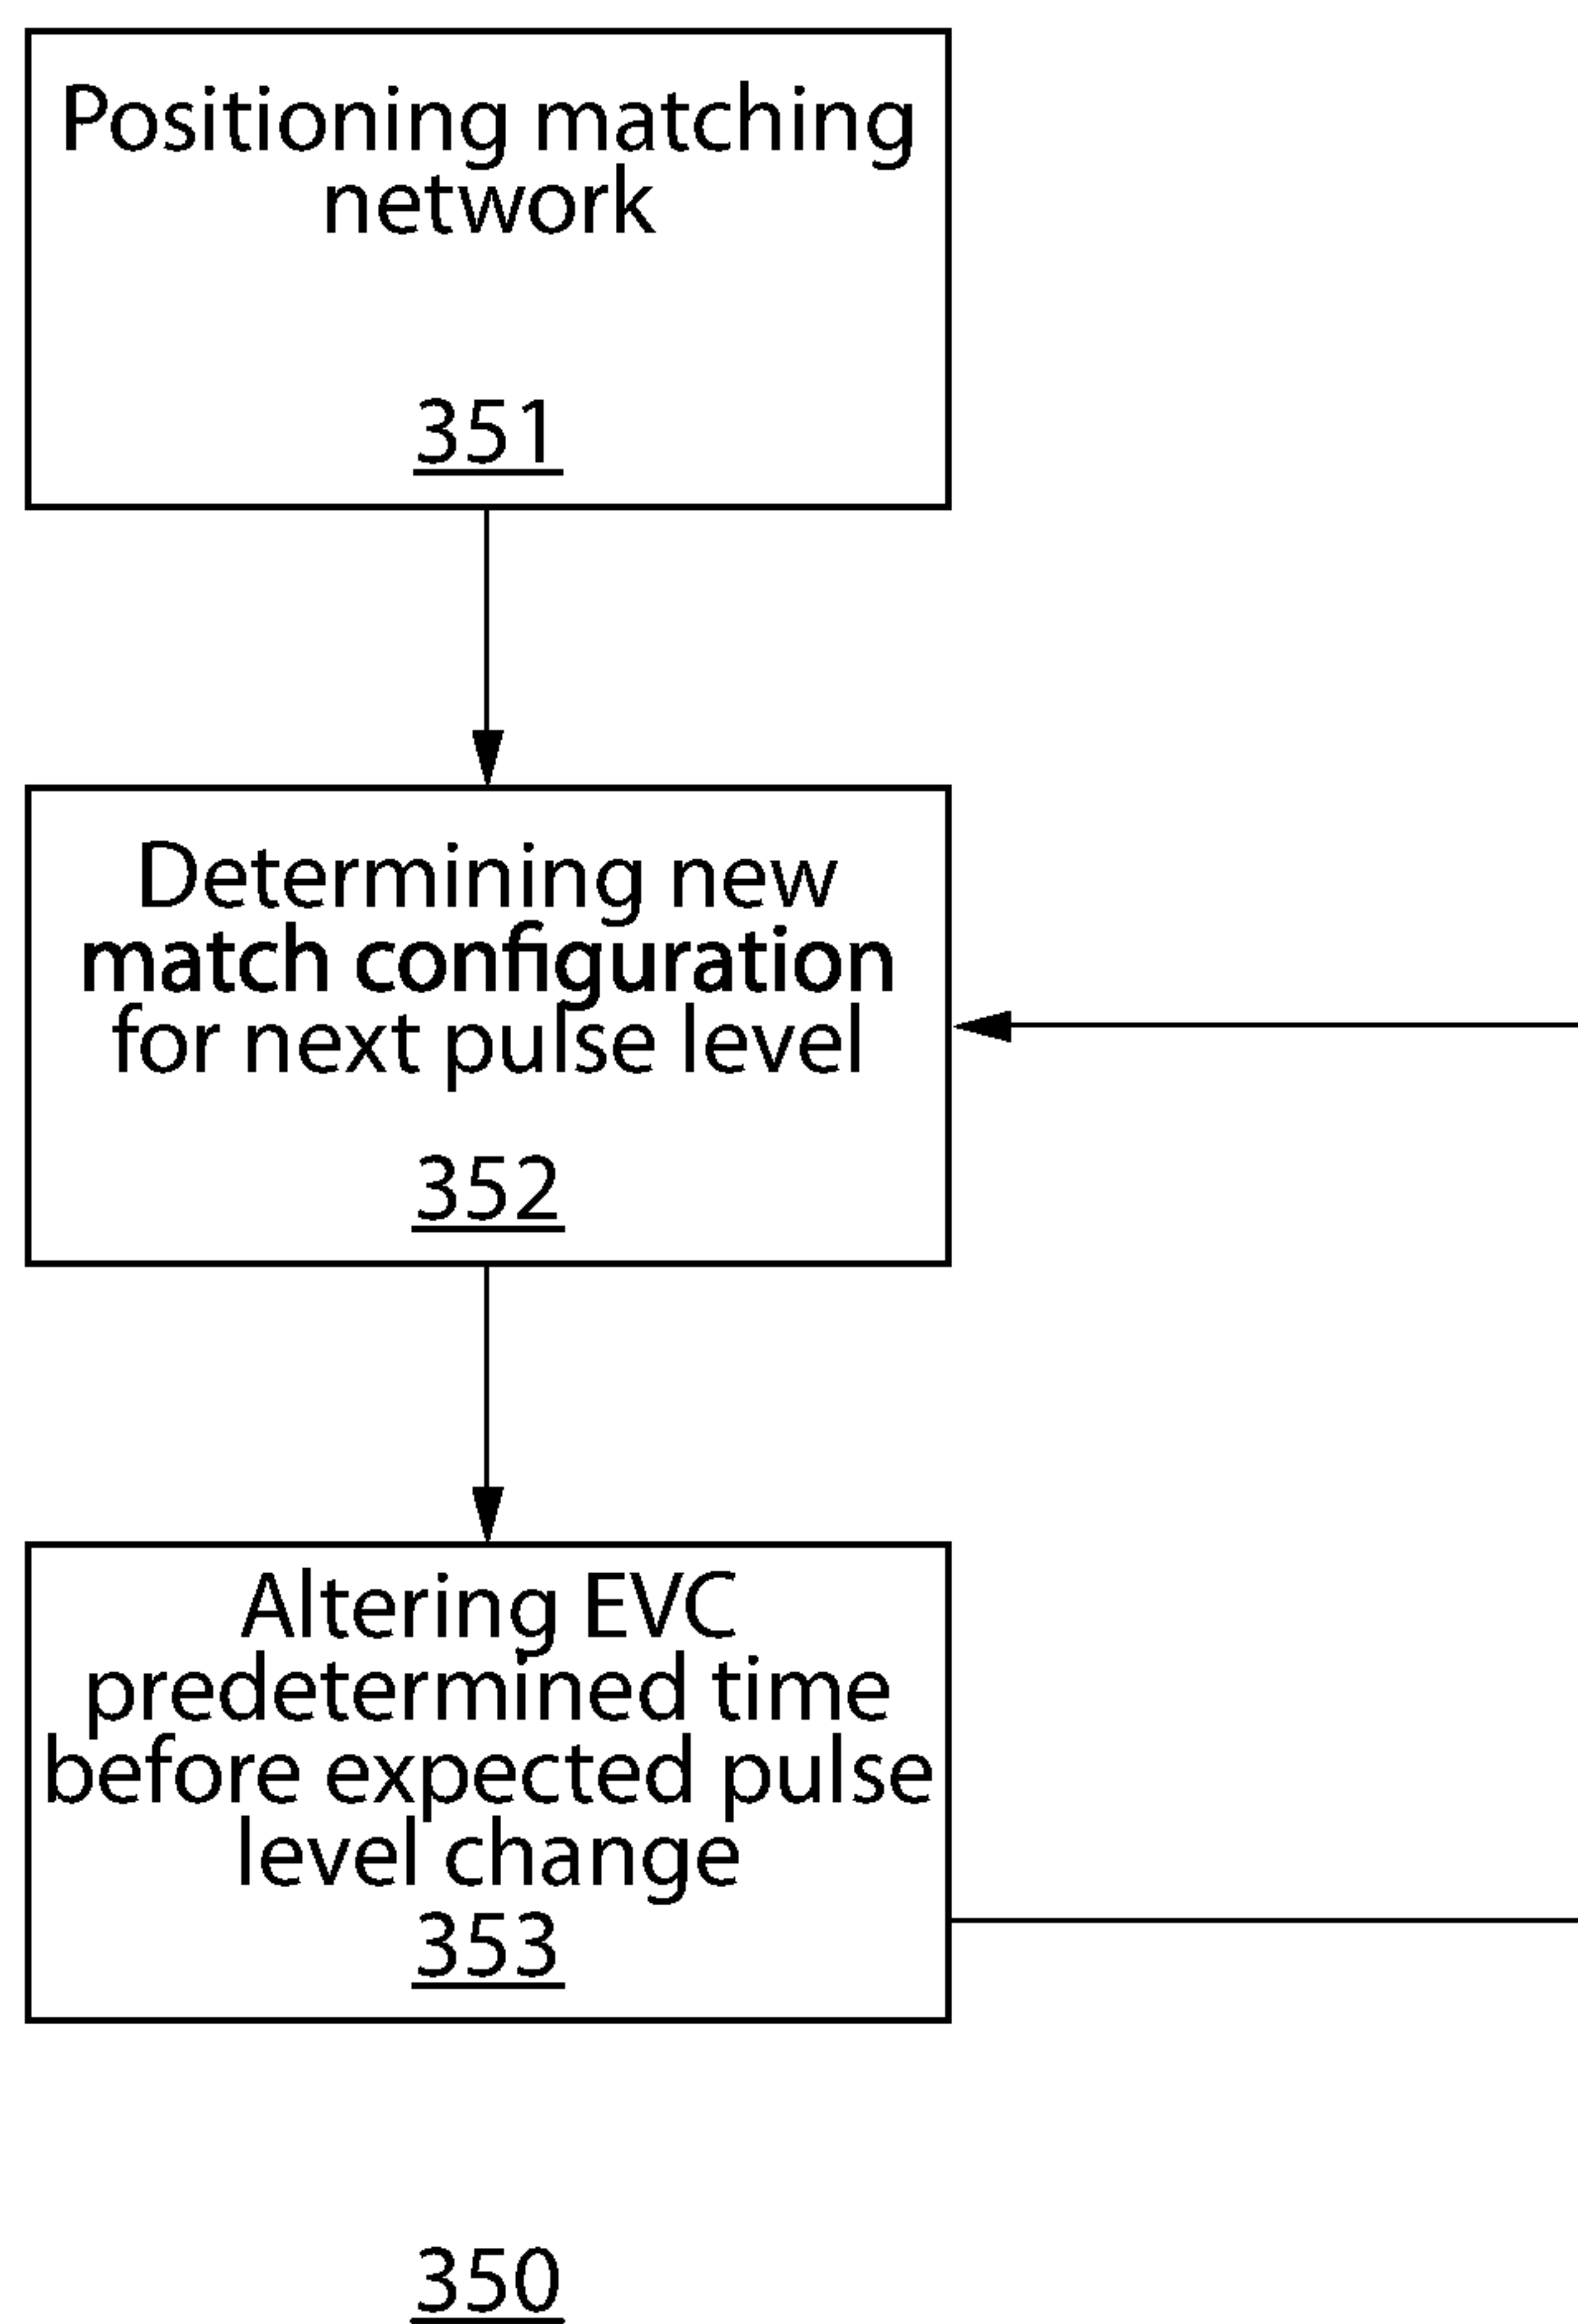 Positioning matching
network
351
Determining new
match configuration
for next pulse level
352
Altering EVC
predetermined time
before expected pulse
level change
353
350